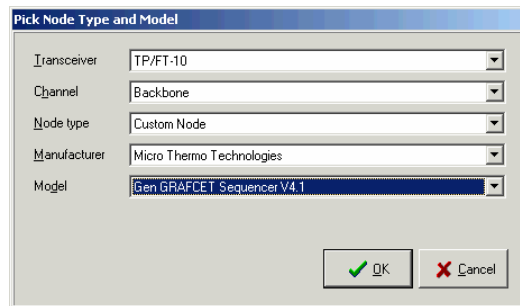 Pick Node Type and Model
Transceiver TP/FT-10
Channel Backbone
Node type Custom Node
Manufacturer Micro Thermo Technologies
Model Gen GRAFCET Sequencer V4.1
OK Cancel